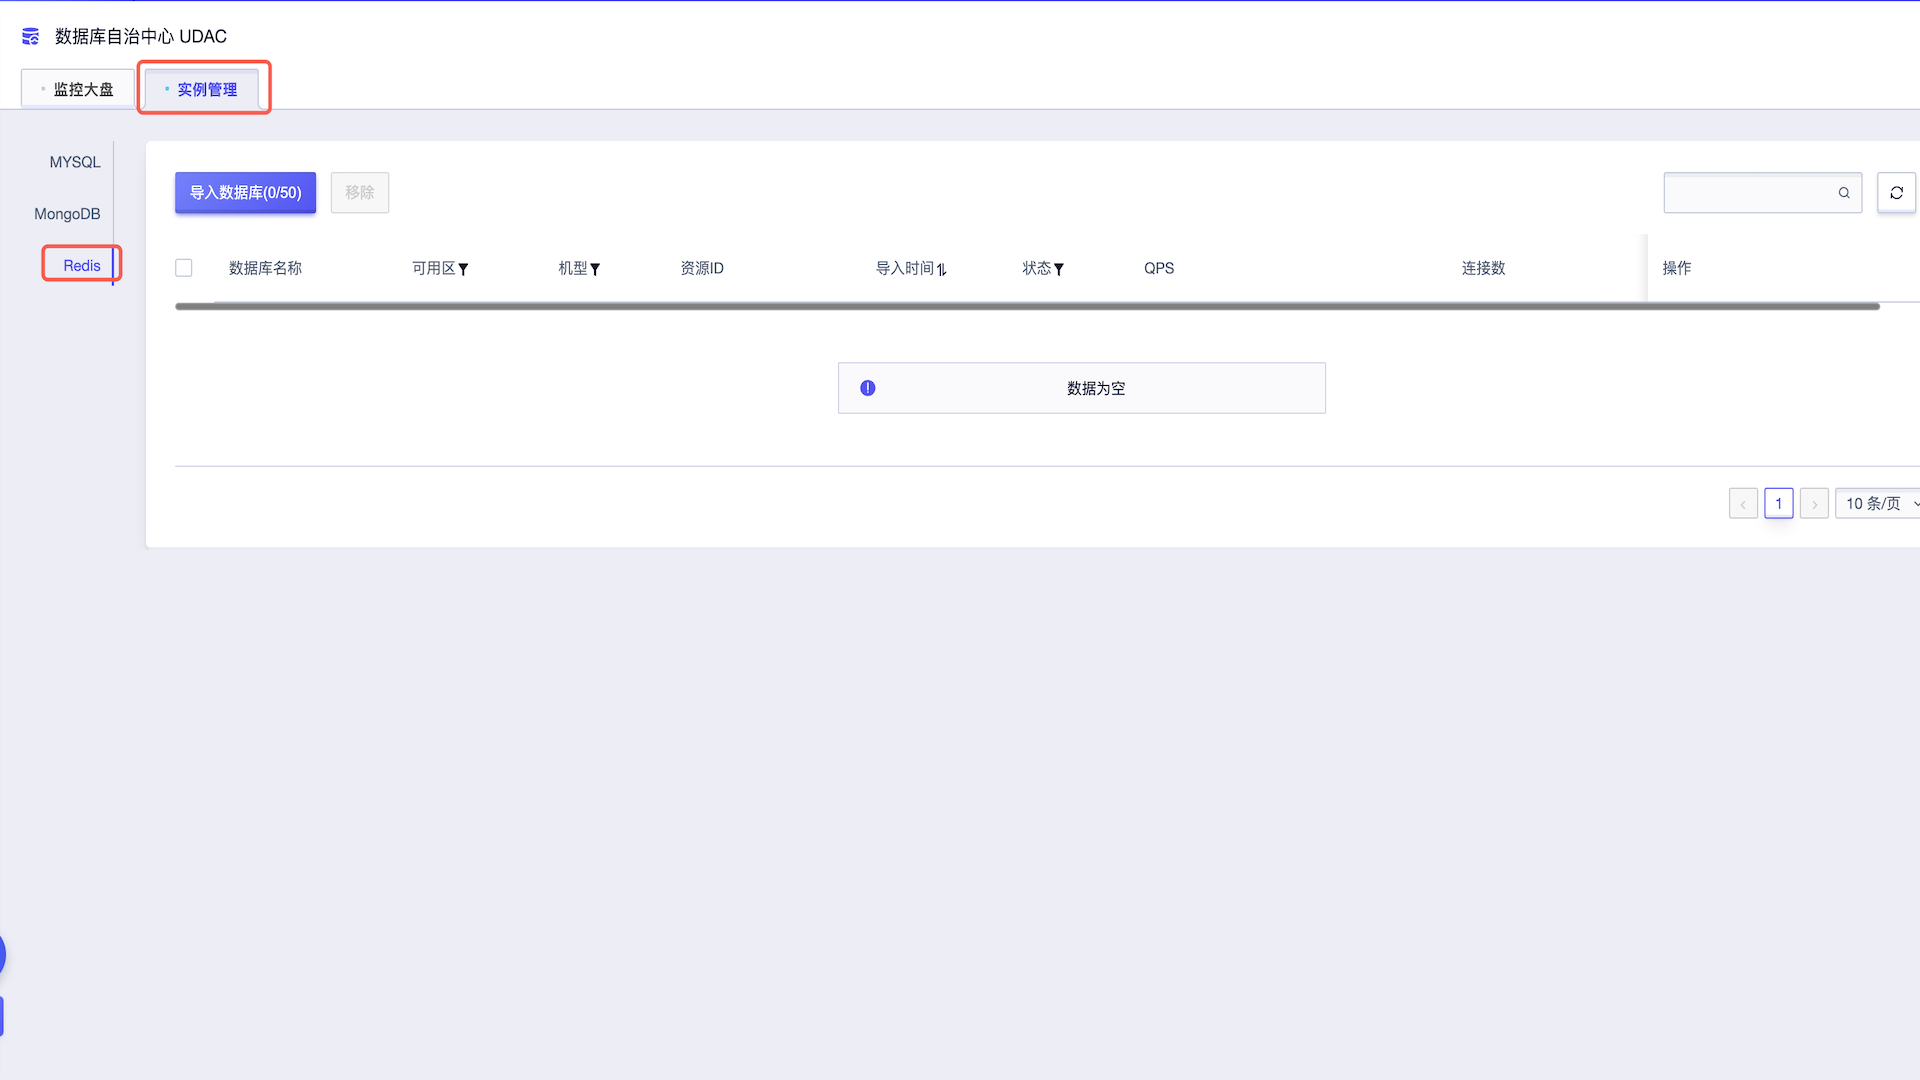 数据库自治中心 UDAC
监控大盘
实例管理
MYSQL
MongoDB
Redis
导入数据库(0/50)
移除
数据库名称
可用区
机型
资源ID
导入时间
状态
QPS
连接数
操作
数据为空
1
10 条/页